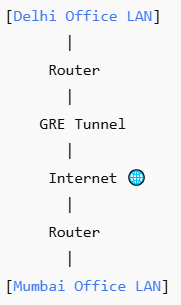 [Delhi Office LAN]
|
Router
|
GRE Tunnel
|
Internet 🌐
|
Router
|
[Mumbai Office LAN]